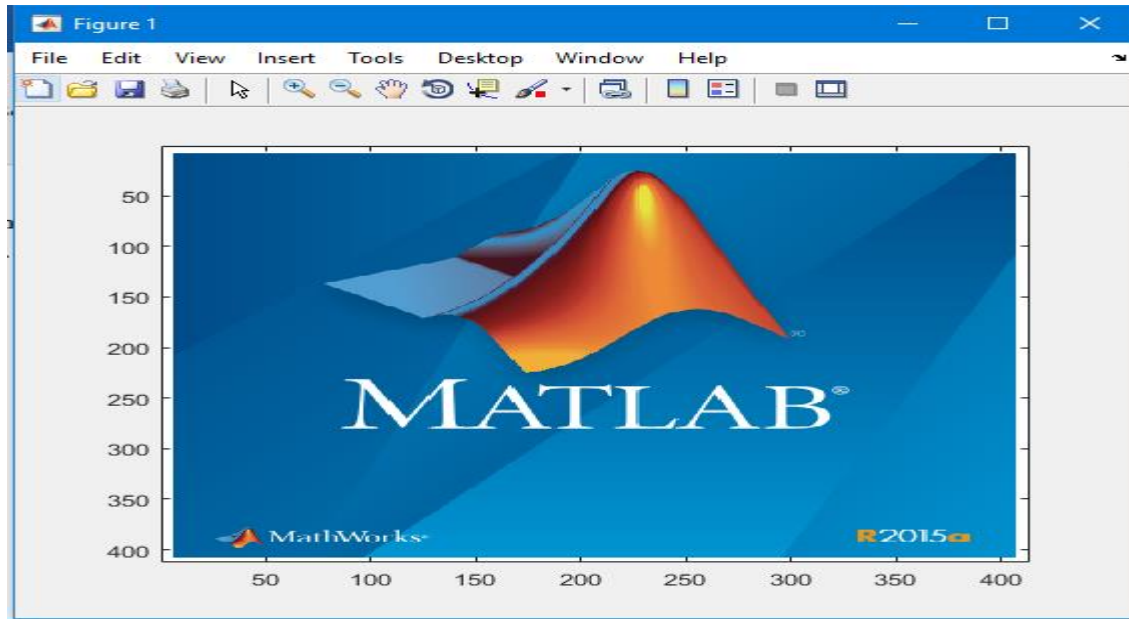 Figure 1
File Edit View Insert Tools Desktop Window Help
50
100
150
200
250
300
350
400
MATLAB®
MathWorks®
R2015a
50 100 150 200 250 300 350 400